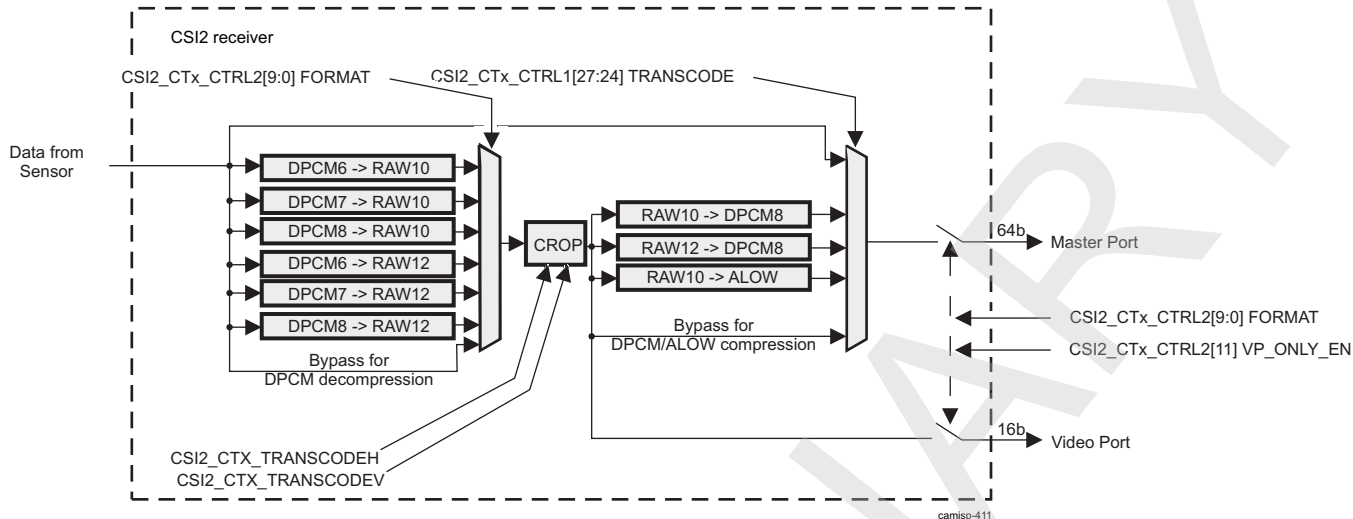 CSI2 receiver
CSI2_CTx_CTRL2[9:0] FORMAT
CSI2_CTx_CTRL1[27:24] TRANSCODE
Data from
Sensor
DPCM6 -> RAW10
DPCM7 -> RAW10
DPCM8 -> RAW10
DPCM6 -> RAW12
DPCM7 -> RAW12
DPCM8 -> RAW12
Bypass for
DPCM decompression
CROP
RAW10 -> DPCM8
RAW12 -> DPCM8
RAW10 -> ALOW
Bypass for
DPCM/ALOW compression
64b
Master Port
CSI2_CTx_CTRL2[9:0] FORMAT
CSI2_CTx_CTRL2[11] VP_ONLY_EN
16b
Video Port
CSI2_CTX_TRANSCODEH
CSI2_CTX_TRANSCODEV
camisp-411
NARY